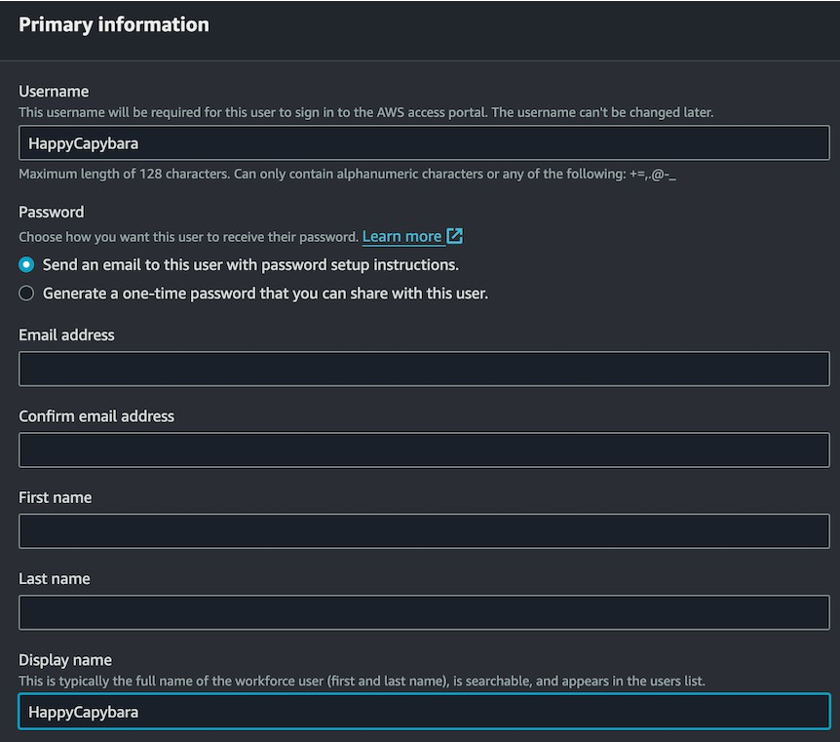 Primary information
Username
This username will be required for this user to sign in to the AWS access portal. The username can't be changed later.
HappyCapybara
Maximum length of 128 characters. Can only contain alphanumeric characters or any of the following: +=,.@-_
Password
Choose how you want this user to receive their password. Learn more
Send an email to this user with password setup instructions.
Generate a one-time password that you can share with this user.
Email address
Confirm email address
First name
Last name
Display name
This is typically the full name of the workforce user (first and last name), is searchable, and appears in the users list.
HappyCapybara